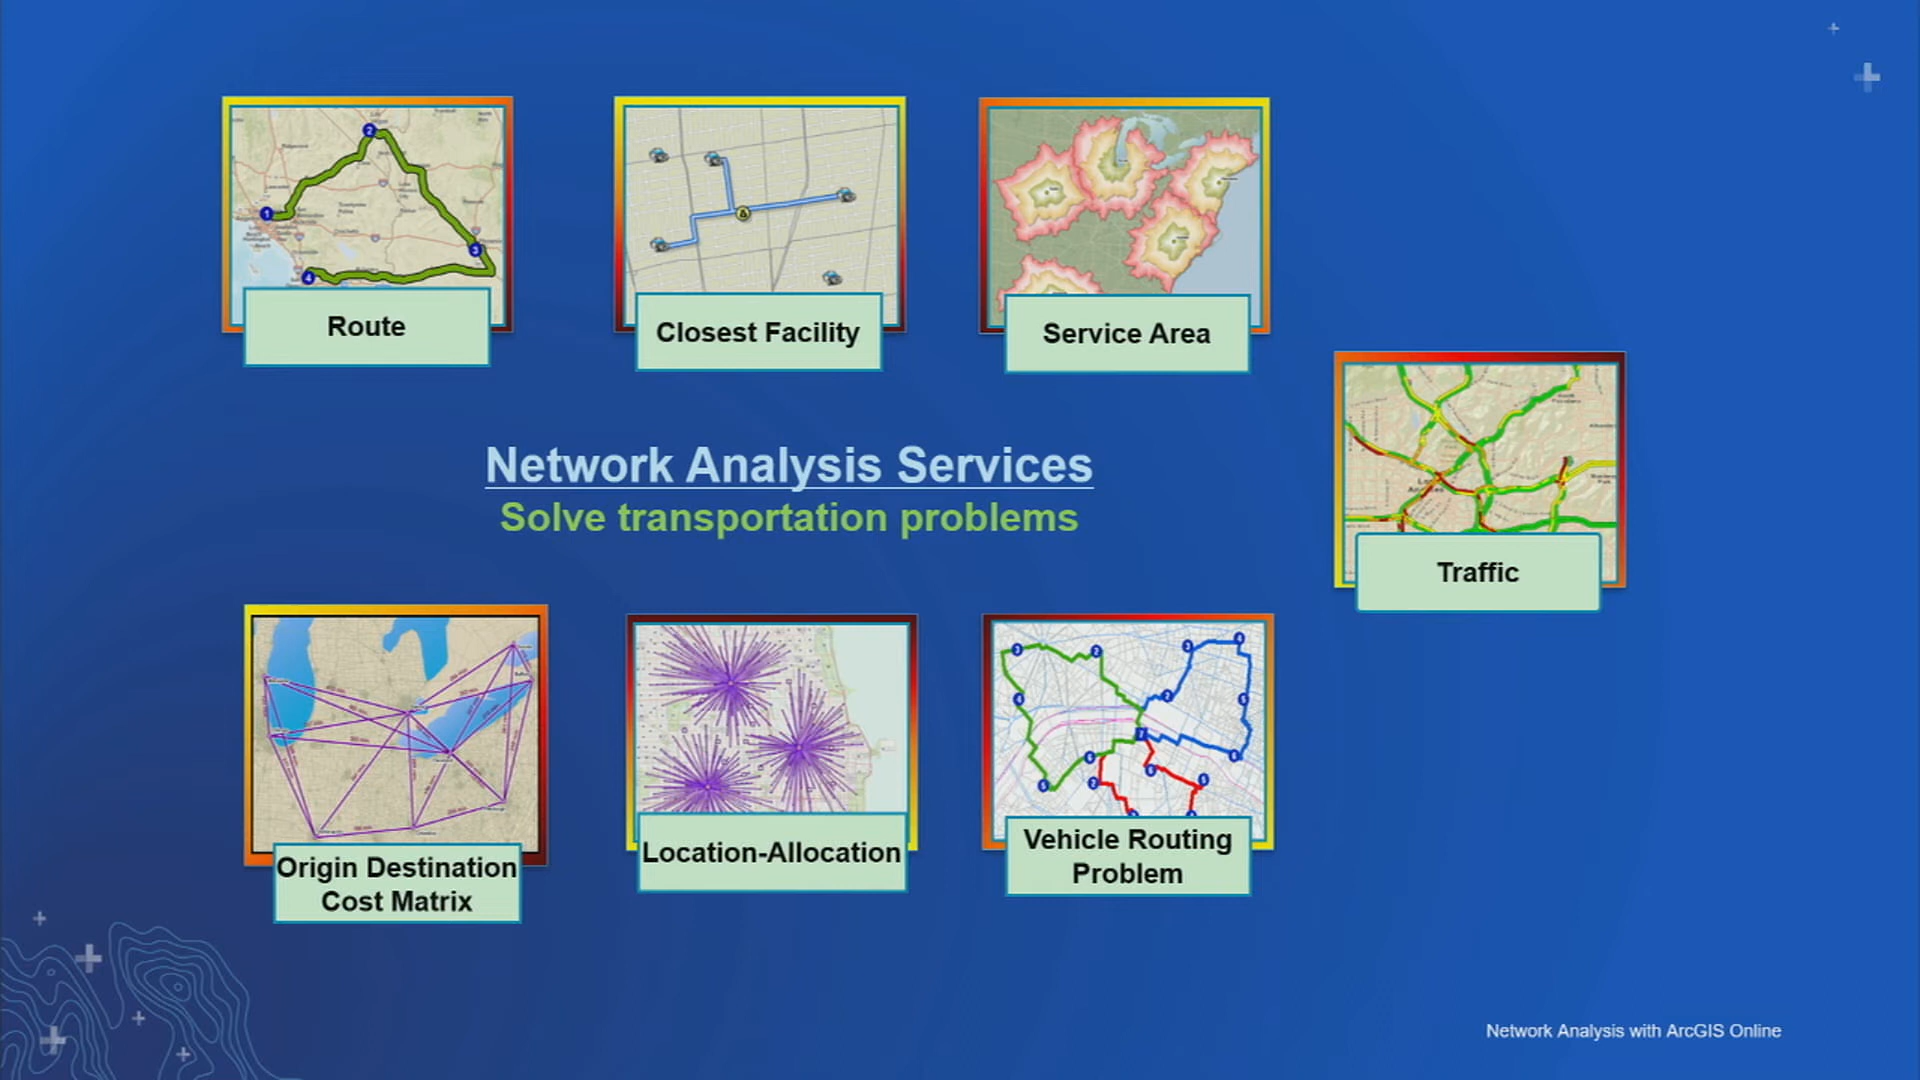 Route
Closest Facility
Service Area
Network Analysis Services
Solve transportation problems
Traffic
Origin Destination
Cost Matrix
Location-Allocation
Vehicle Routing
Problem
Network Analysis with ArcGIS Online